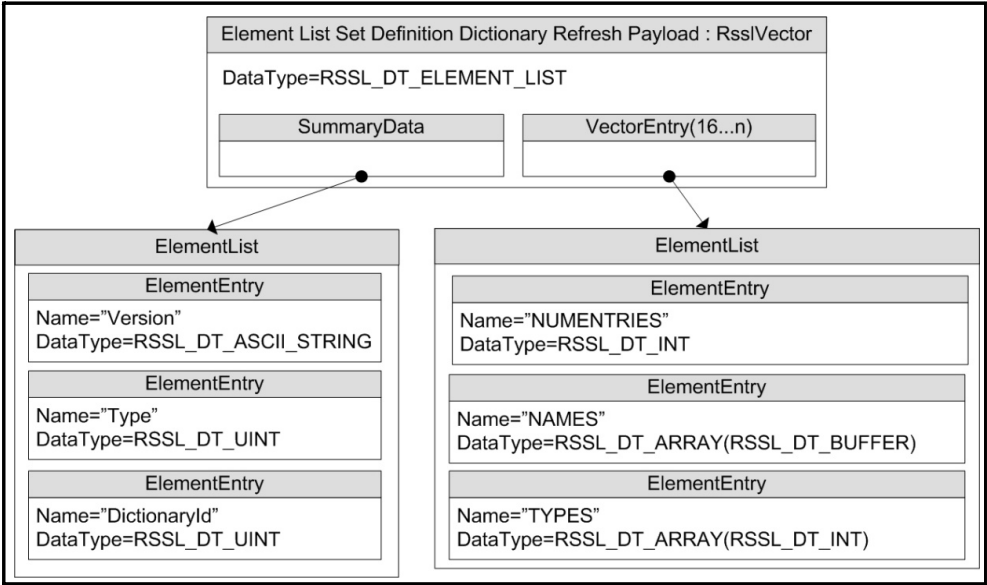 Element List Set Definition Dictionary Refresh Payload : RsslVector
DataType=RSSL_DT_ELEMENT_LIST
SummaryData
VectorEntry(16...n)
ElementList
ElementEntry
Name=”Version”
DataType=RSSL_DT_ASCII_STRING
ElementEntry
Name=”Type”
DataType=RSSL_DT_UINT
ElementEntry
Name=”DictionaryId”
DataType=RSSL_DT_UINT
ElementList
ElementEntry
Name=”NUMENTRIES”
DataType=RSSL_DT_INT
ElementEntry
Name=”NAMES”
DataType=RSSL_DT_ARRAY(RSSL_DT_BUFFER)
ElementEntry
Name=”TYPES”
DataType=RSSL_DT_ARRAY(RSSL_DT_INT)